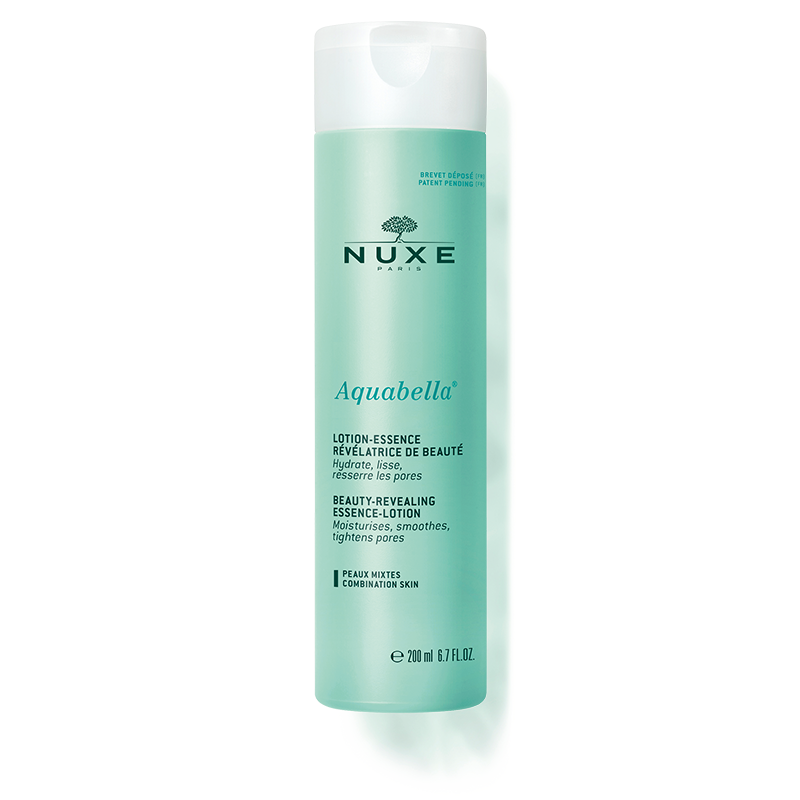 BREVET DÉPOSÉ
PATENT PENDING
NUXE
PARIS
Aquabella®
LOTION-ESSENCE
RÉVÉLATRICE DE BEAUTÉ
Hydrate, lisse,
resserre les pores
BEAUTY-REVEALING
ESSENCE-LOTION
Moisturises, smoothes,
tightens pores
PEAUX MIXTES
COMBINATION SKIN
℮ 200 ml 6.7 FL.OZ.